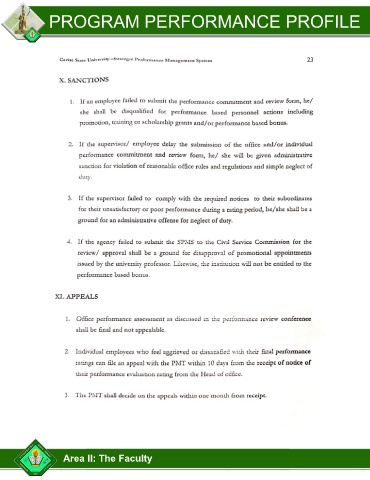 PROGRAM PERFORMANCE PROFILE
Cavite State University -Strategic Performance Management System 23
X. SANCTIONS
1. If an employee failed to submit the performance commitment and review form, he/
she shall be disqualified for performance based personnel actions including
promotion, training or scholarship grants and/or performance based bonus.
2. If the supervisor/ employee delay the submission of the office and/or individual
performance commitment and review form, he/ she will be given administrative
sanction for violation of reasonable office rules and regulations and simple neglect of
duty.
3. If the supervisor failed to comply with the required notices to their subordinates
for their unsatisfactory or poor performance during a rating period, he/she shall be a
ground for an administrative offense for neglect of duty.
4. If the agency failed to submit the SPMS to the Civil Service Commission for the
review/ approval shall be a ground for disapproval of promotional appointments
issued by the university professor. Likewise, the institution will not be entitled to the
performance based bonus.
XI. APPEALS
1. Office performance assessment as discussed in the performance review conference
shall be final and not appealable.
2. Individual employees who feel aggrieved or dissatisfied with their final performance
ratings can file an appeal with the PMT within 10 days from the receipt of notice of
their performance evaluation rating from the Head of office.
3. The PMT shall decide on the appeals within one month from receipt.
Area II: The Faculty